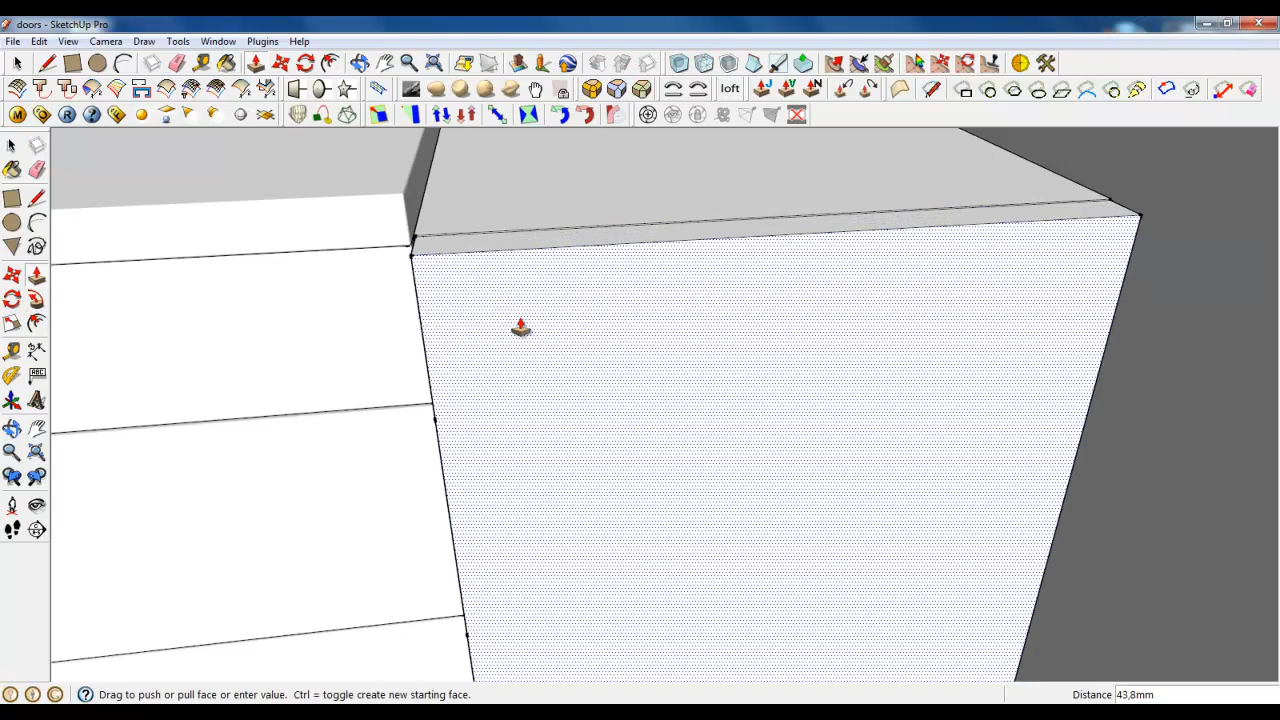 doors - SketchUp Pro
File Edit View Camera Draw Tools Window Plugins Help
loft
ABC
Drag to push or pull face or enter value. Ctrl = toggle create new starting face. Distance 43,8mm